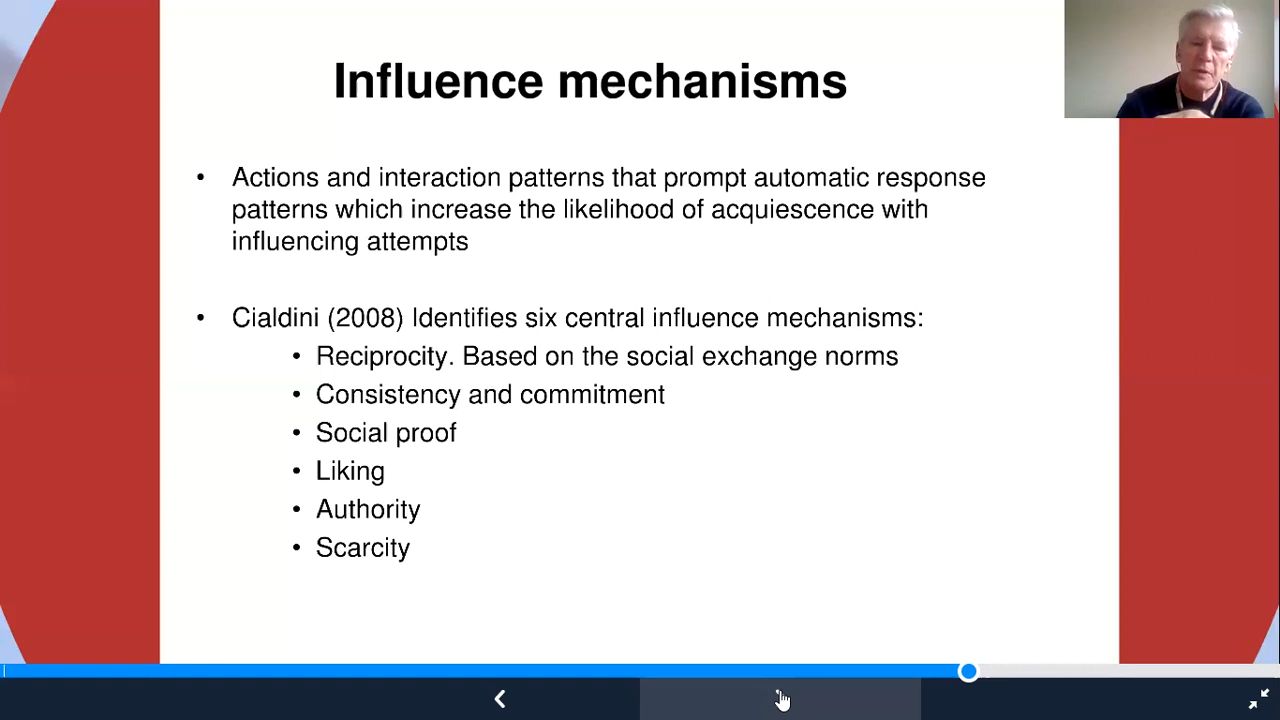 Influence mechanisms
• Actions and interaction patterns that prompt automatic response
patterns which increase the likelihood of acquiescence with
influencing attempts
• Cialdini (2008) Identifies six central influence mechanisms:
• Reciprocity. Based on the social exchange norms
• Consistency and commitment
• Social proof
• Liking
• Authority
• Scarcity